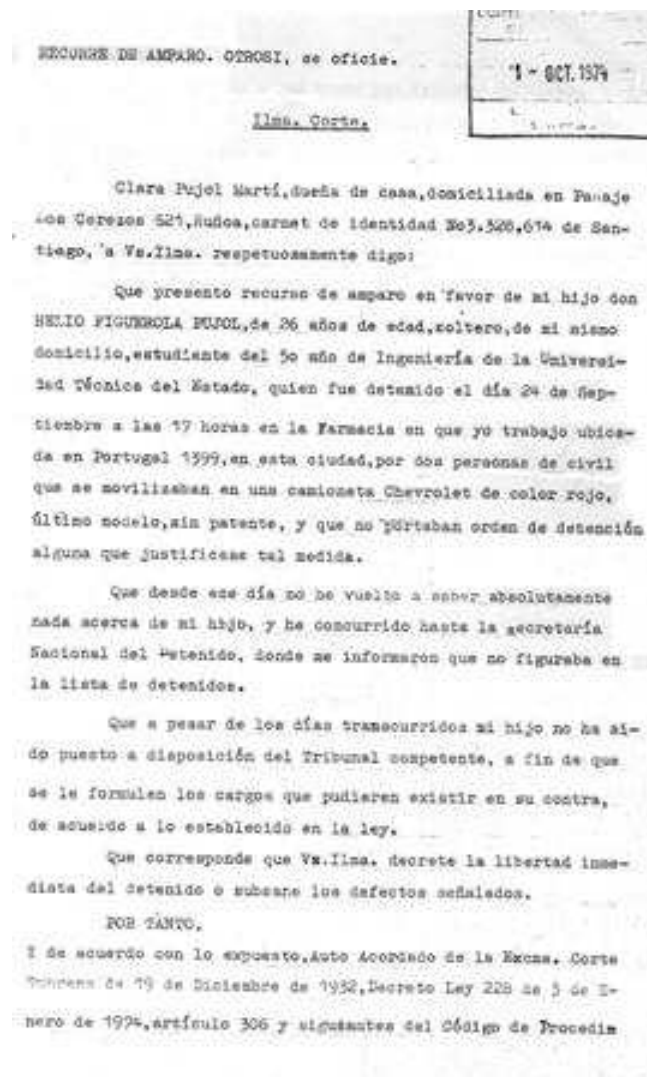 RECURRE DE AMPARO. OTROSI, se oficie.
1 - OCT. 1974
Ilma. Corte.
Clara Pujol Martí,dueña de casa,domiciliada en Pasaje
Los Cerezos 521,Ñuñoa,carnet de identidad No3.328,614 de San-
tiago, a Vs.Ilma. respetuosamente digo:
Que presento recurso de amparo en favor de mi hijo don
HELIO FIGUEROLA PUJOL,de 26 años de edad,soltero,de mi mismo
domicilio,estudiante del 5o año de Ingeniería de la Universi-
dad Técnica del Estado, quien fue detenido el día 24 de Sep-
tiembre a las 17 horas en la Farmacia en que yo trabajo ubica-
da en Portugal 1399,en esta ciudad,por dos personas de civil
que se movilizaban en una camioneta Chevrolet de color rojo,
último modelo,sin patente, y que no portaban orden de detención
alguna que justificase tal medida.
Que desde ese día no he vuelto a saber absolutamente
nada acerca de mi hijo, y he concurrido hasta la secretaría
Nacional del Detenido, donde me informaron que no figuraba en
la lista de detenidos.
Que a pesar de los días transcurridos mi hijo no ha si-
do puesto a disposición del Tribunal competente, a fin de que
se le formulen los cargos que pudieren existir en su contra,
de acuerdo a lo establecido en la ley.
Que corresponde que Vs.Ilma. decrete la libertad inme-
diata del detenido o subsane los defectos señalados.
POR TANTO,
Y de acuerdo con lo expuesto,Auto Acordado de la Excma. Corte
Suprema de 19 de Diciembre de 1932,Decreto Ley 228 de 3 de E-
nero de 1974,artículo 306 y siguientes del Código de Procedim